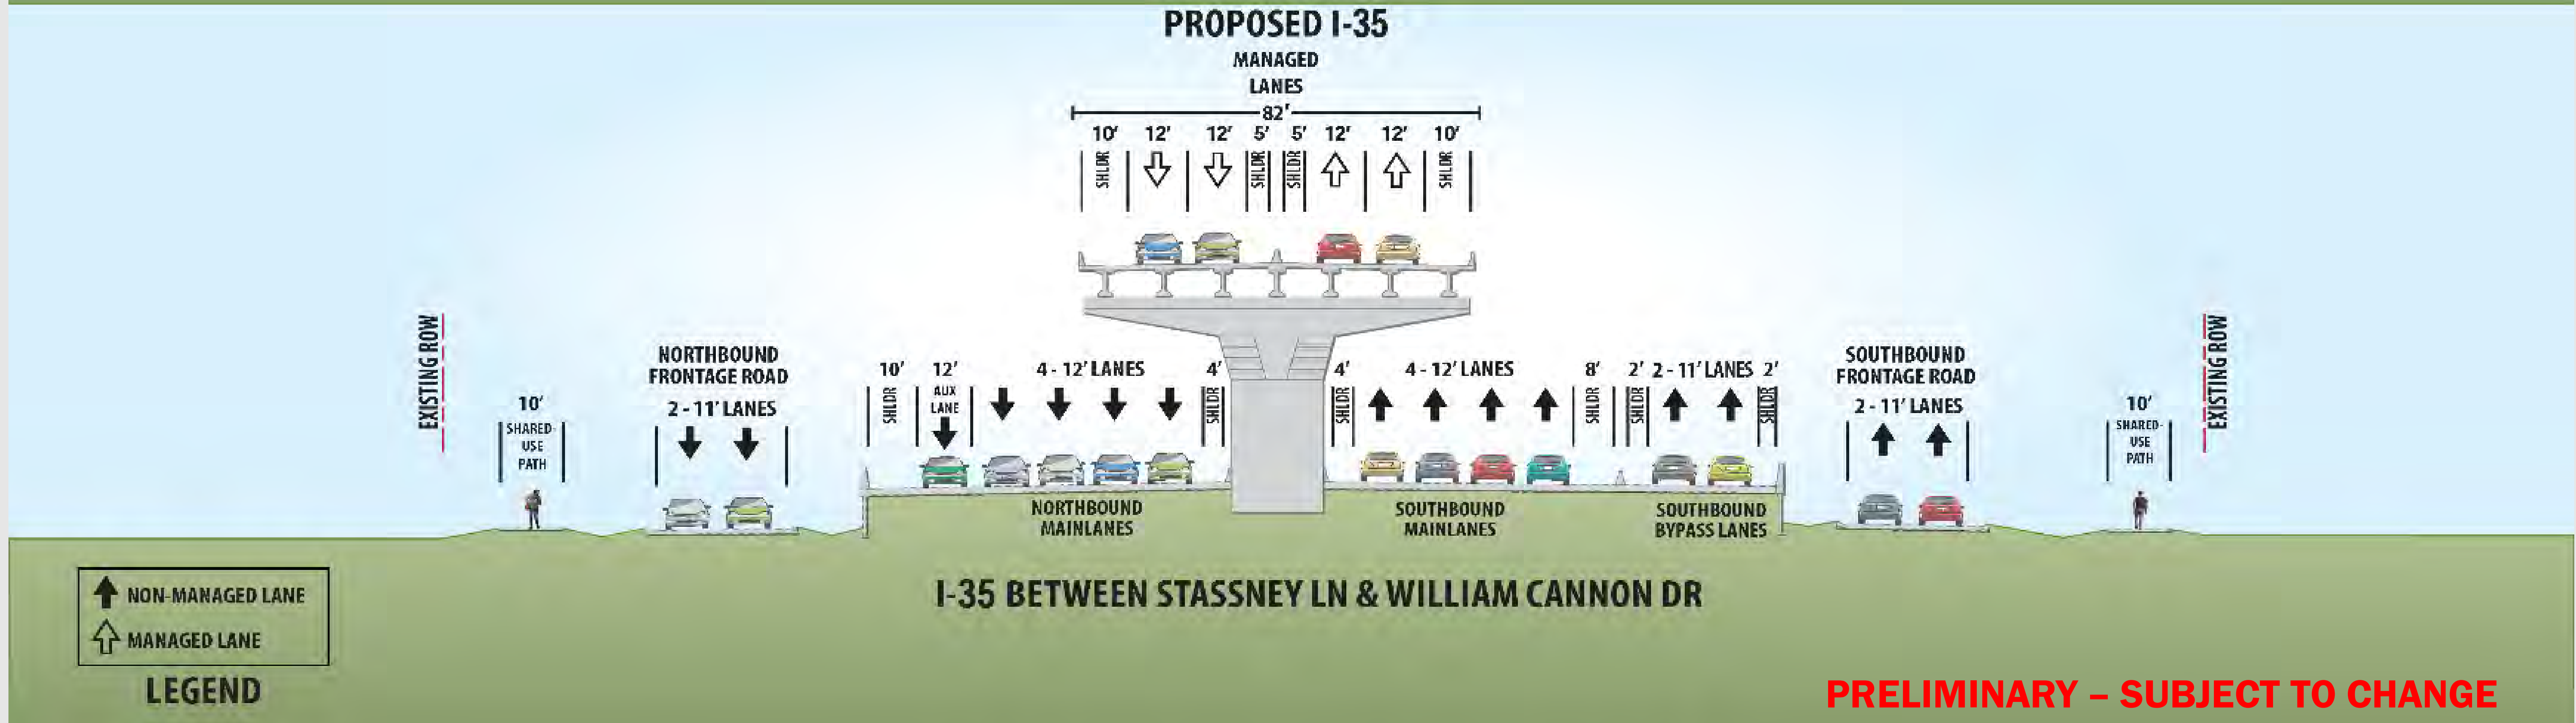 PROPOSED I-35
MANAGED
LANES
82'
10' 12' 12' 5' 5' 12' 12' 10'
SHLDR SHLDR SHLDR SHLDR
EXISTING ROW
10'
SHARED-
USE
PATH
NORTHBOUND
FRONTAGE ROAD
2 - 11' LANES
10' 12' 4 - 12' LANES 4'
SHLDR
AUX
LANE
SHLDR
4' 4 - 12' LANES 8' 2' 2 - 11' LANES 2'
SHLDR SHLDR SHLDR SHLDR
SOUTHBOUND
FRONTAGE ROAD
2 - 11' LANES
10'
SHARED-
USE
PATH
EXISTING ROW
NORTHBOUND
MAINLANES
SOUTHBOUND
MAINLANES
SOUTHBOUND
BYPASS LANES
I-35 BETWEEN STASSNEY LN & WILLIAM CANNON DR
NON-MANAGED LANE
MANAGED LANE
LEGEND
PRELIMINARY – SUBJECT TO CHANGE